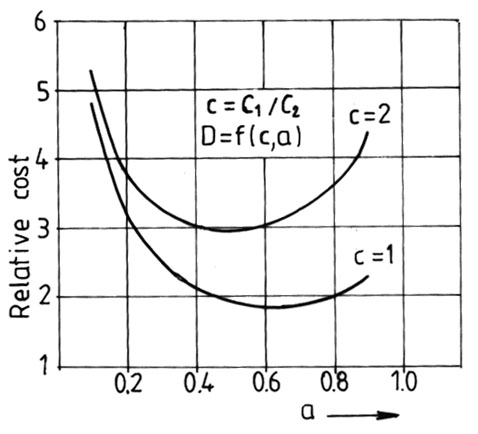 6
5
4
3
2
1
Relative cost
c = C₁/C₂
D=f(c,a)
c=2
c=1
0.2 0.4 0.6 0.8 1.0
a